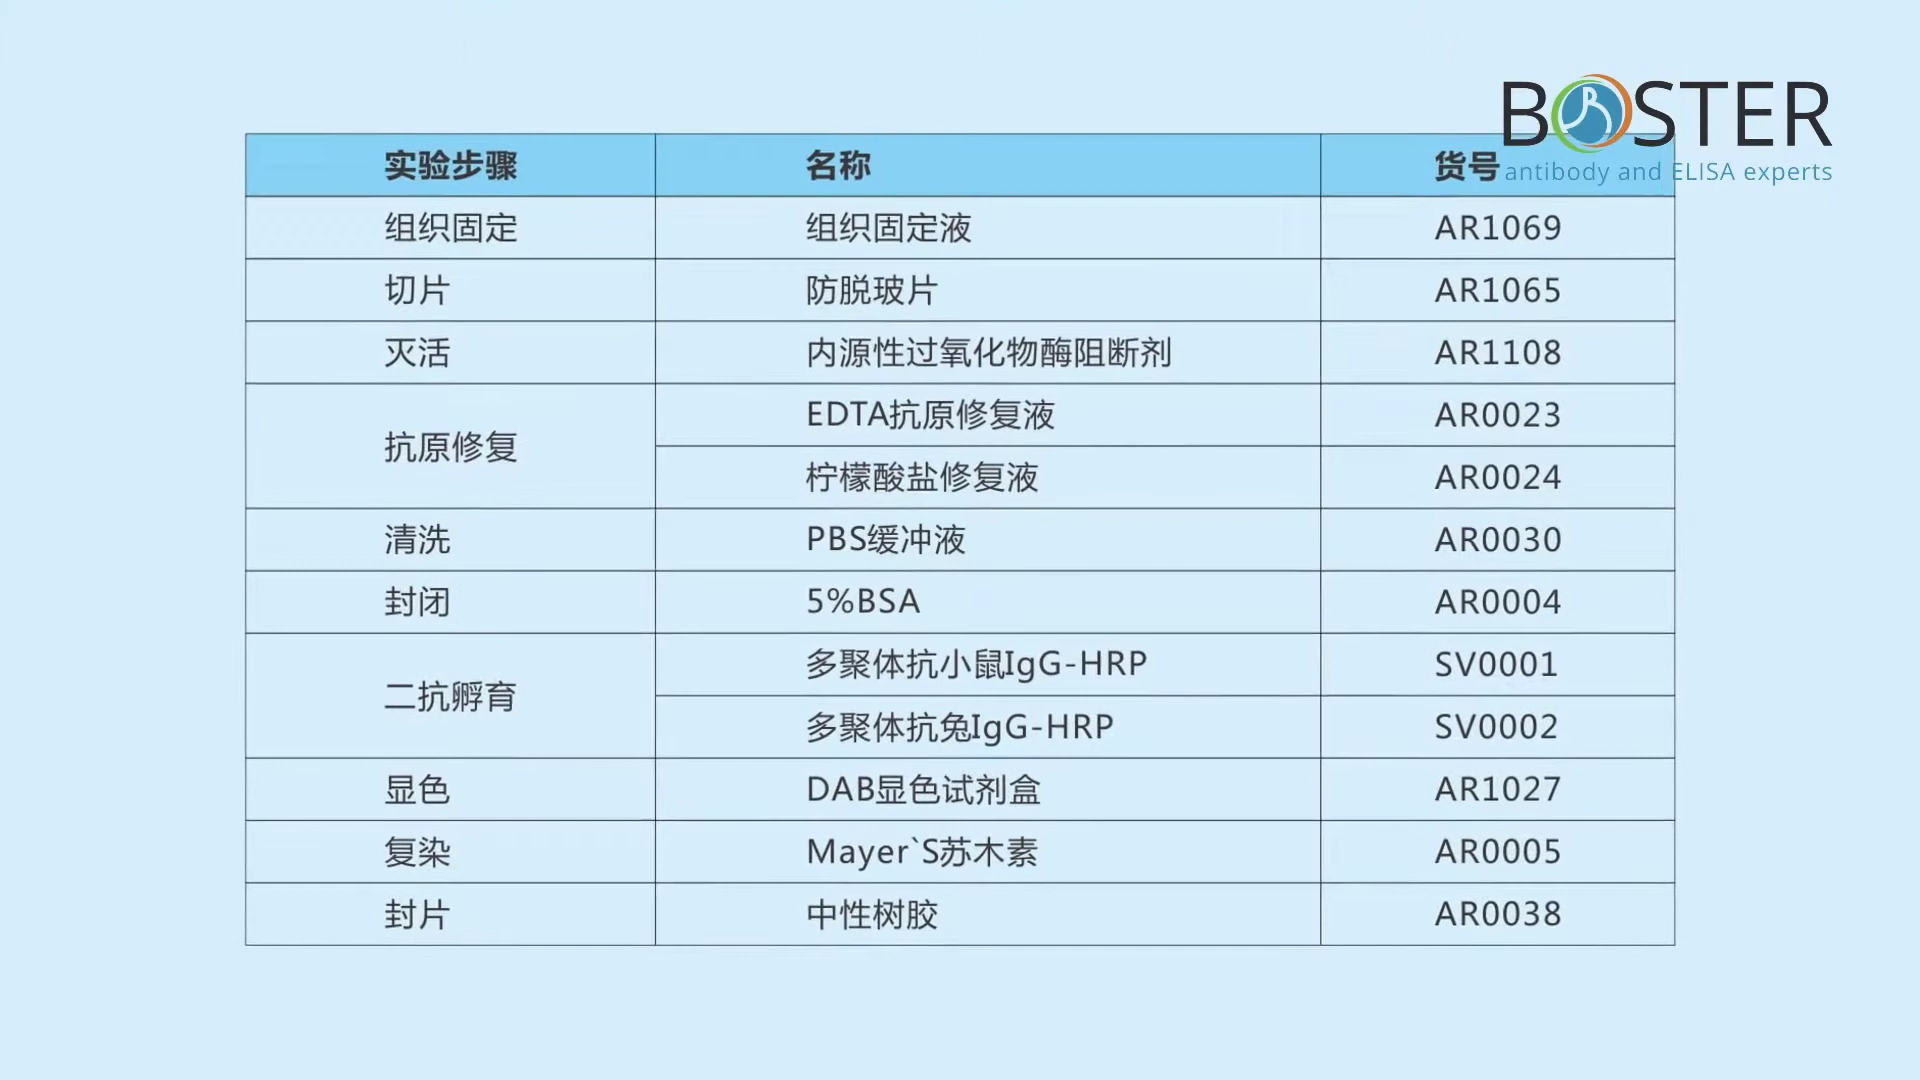 BOSTER
antibody and ELISA experts
实验步骤 名称 货号
组织固定 组织固定液 AR1069
切片 防脱玻片 AR1065
灭活 内源性过氧化物酶阻断剂 AR1108
抗原修复 EDTA抗原修复液 AR0023
柠檬酸盐修复液 AR0024
清洗 PBS缓冲液 AR0030
封闭 5%BSA AR0004
二抗孵育 多聚体抗小鼠IgG-HRP SV0001
多聚体抗兔IgG-HRP SV0002
显色 DAB显色试剂盒 AR1027
复染 Mayer`S苏木素 AR0005
封片 中性树胶 AR0038